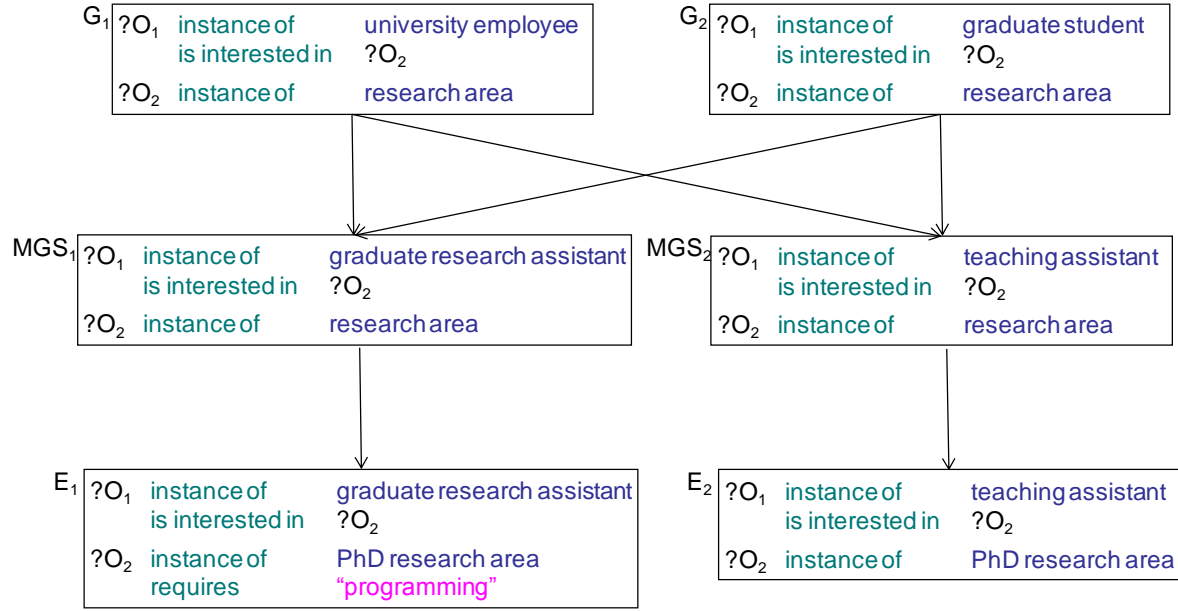 G₁ ?O₁ instance of university employee
is interested in ?O₂
?O₂ instance of research area
G₂ ?O₁ instance of graduate student
is interested in ?O₂
?O₂ instance of research area
MGS₁ ?O₁ instance of graduate research assistant
is interested in ?O₂
?O₂ instance of research area
MGS₂ ?O₁ instance of teaching assistant
is interested in ?O₂
?O₂ instance of research area
E₁ ?O₁ instance of graduate research assistant
is interested in ?O₂
?O₂ instance of PhD research area
requires “programming”
E₂ ?O₁ instance of teaching assistant
is interested in ?O₂
?O₂ instance of PhD research area